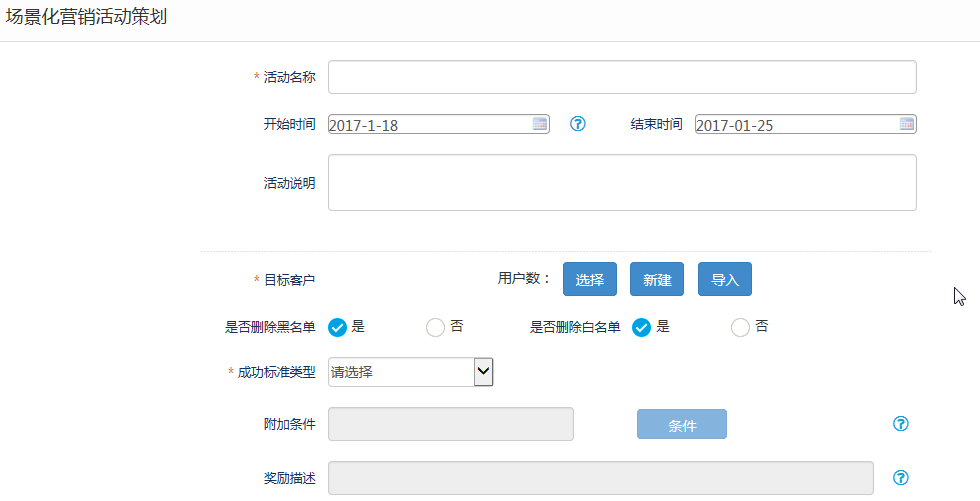 场景化营销活动策划
* 活动名称
开始时间 2017-1-18 ? 结束时间 2017-01-25
活动说明
* 目标客户 用户数： 选择 新建 导入
是否删除黑名单 是 否 是否删除白名单 是 否
* 成功标准类型 请选择
附加条件 条件 ?
奖励描述 ?